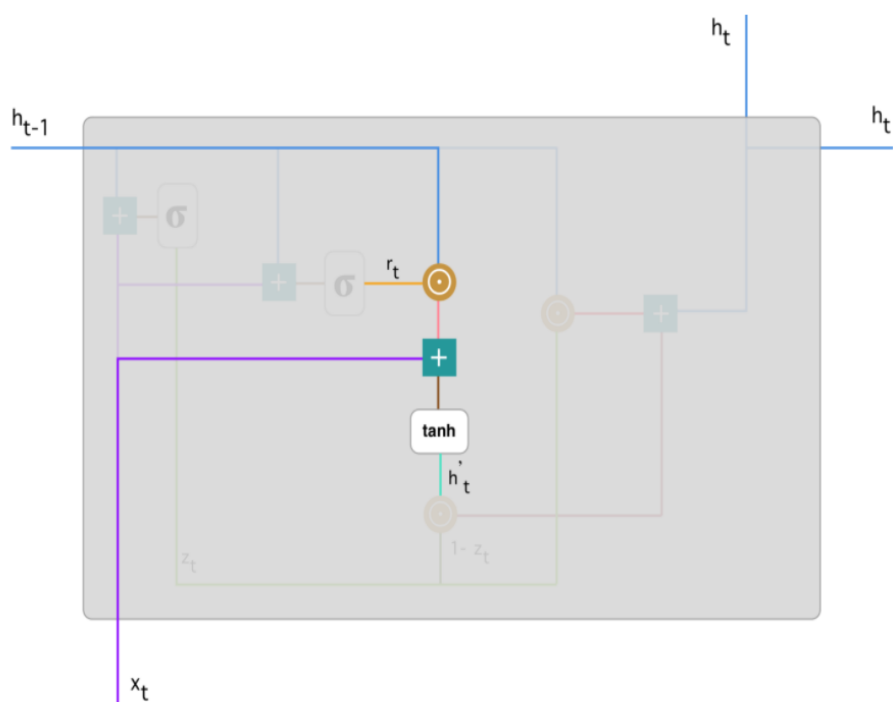 h_t
h_{t-1}
h_t
+
σ
r_t
+
σ
+
+
tanh
h'_t
z_t
1- z_t
x_t